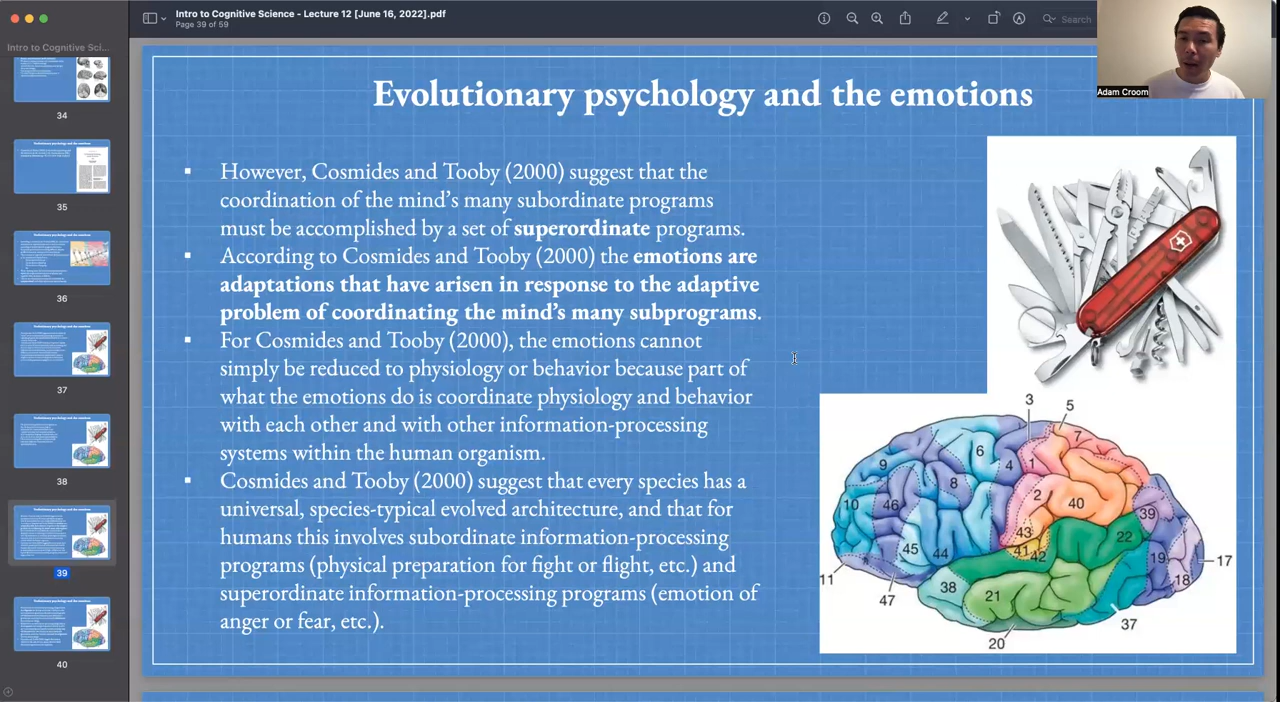 Intro to Cognitive Science - Lecture 12 [June 16, 2022].pdf
Page 39 of 59
Search
Intro to Cognitive Sci...
34
35
36
37
38
39
40
Adam Croom
Evolutionary psychology and the emotions
▪ However, Cosmides and Tooby (2000) suggest that the
coordination of the mind's many subordinate programs
must be accomplished by a set of superordinate programs.
▪ According to Cosmides and Tooby (2000) the emotions are
adaptations that have arisen in response to the adaptive
problem of coordinating the mind's many subprograms.
▪ For Cosmides and Tooby (2000), the emotions cannot
simply be reduced to physiology or behavior because part of
what the emotions do is coordinate physiology and behavior
with each other and with other information-processing
systems within the human organism.
▪ Cosmides and Tooby (2000) suggest that every species has a
universal, species-typical evolved architecture, and that for
humans this involves subordinate information-processing
programs (physical preparation for fight or flight, etc.) and
superordinate information-processing programs (emotion of
anger or fear, etc.).
3
5
6
7
4
1
9
8
2
40
10
46
39
43
22
45
44
41
42
19
17
11
38
18
47
21
37
20